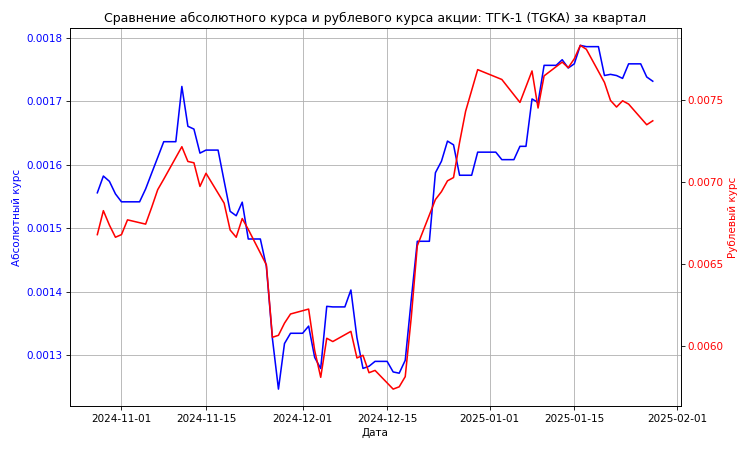 Сравнение абсолютного курса и рублевого курса акции: ТГК-1 (TGKA) за квартал
0.0018
0.0017
0.0016
0.0015
0.0014
0.0013
Абсолютный курс
0.0075
0.0070
0.0065
0.0060
Рублевый курс
2024-11-01 2024-11-15 2024-12-01 2024-12-15 2025-01-01 2025-01-15 2025-02-01
Дата